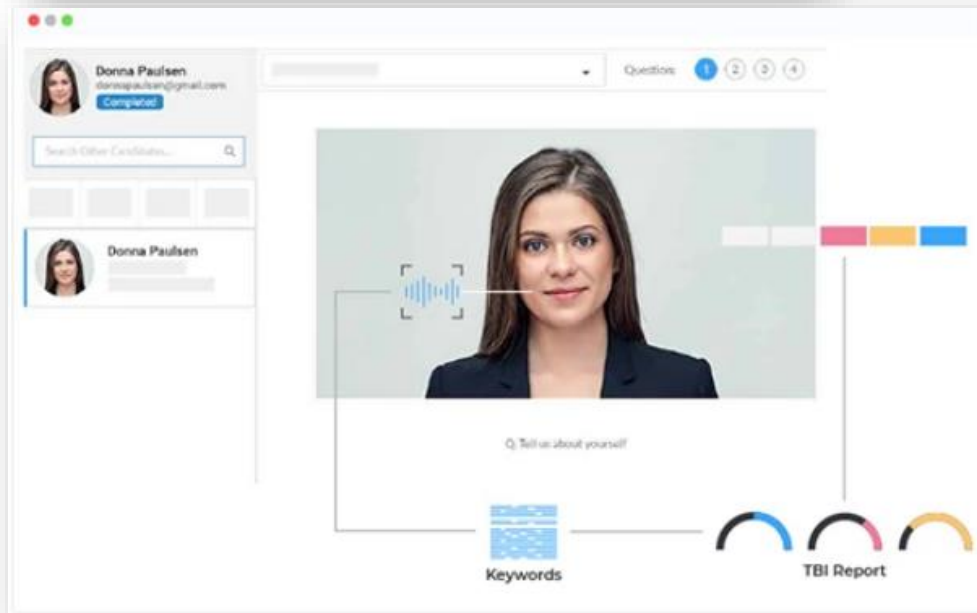 Donna Paulsen
donnapaulsen@gmail.com
Completed
Question: 1 2 3 4
Search Other Candidates...
Donna Paulsen
Q. Tell us about yourself
Keywords
TBI Report